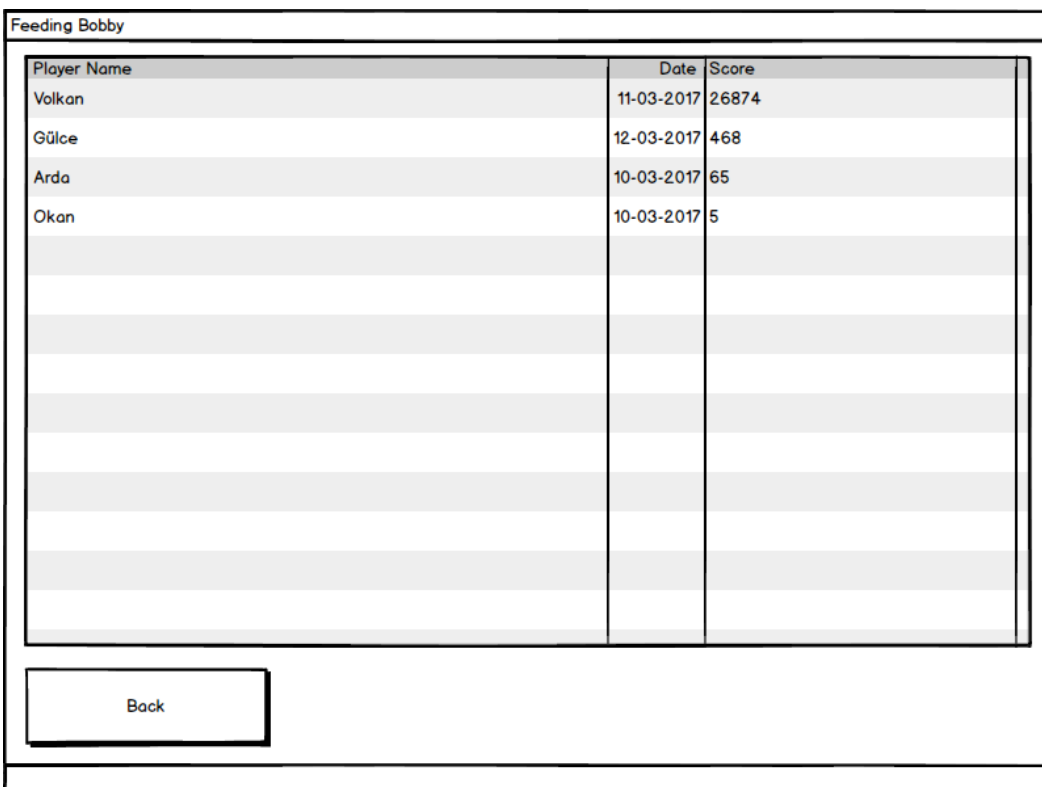 Feeding Bobby
Player Name Date Score
Volkan 11-03-2017 26874
Gülce 12-03-2017 468
Arda 10-03-2017 65
Okan 10-03-2017 5
Back